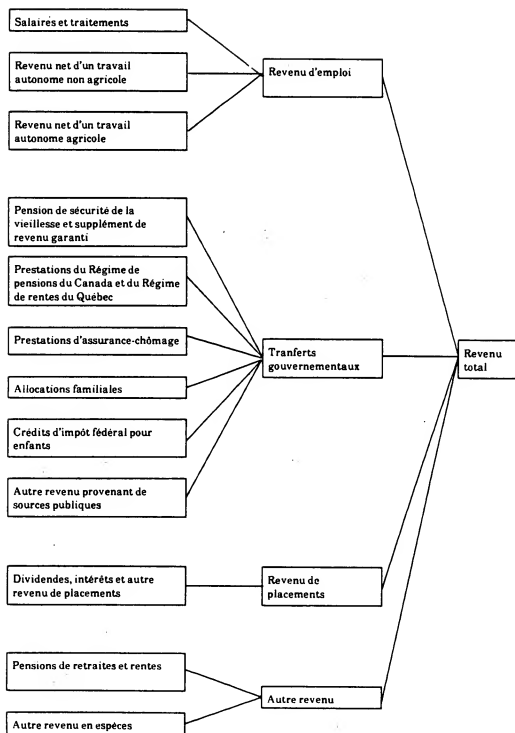 Salaires et traitements
Revenu net d'un travail
autonome non agricole
Revenu d'emploi
Revenu net d'un travail
autonome agricole
Pension de sécurité de la
vieillesse et supplément de
revenu garanti
Prestations du Régime de
pensions du Canada et du Régime
de rentes du Québec
Prestations d'assurance-chômage
Tranferts
gouvernementaux
Revenu
total
Allocations familiales
Crédits d'impôt fédéral pour
enfants
Autre revenu provenant de
sources publiques
Dividendes, intérêts et autre
revenu de placements
Revenu de
placements
Pensions de retraites et rentes
Autre revenu
Autre revenu en espèces